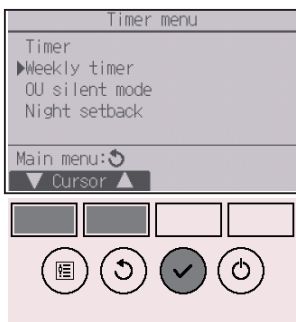 Timer menu
Timer
▶Weekly timer
OU silent mode
Night setback
Main menu:↺
▼ Cursor ▲